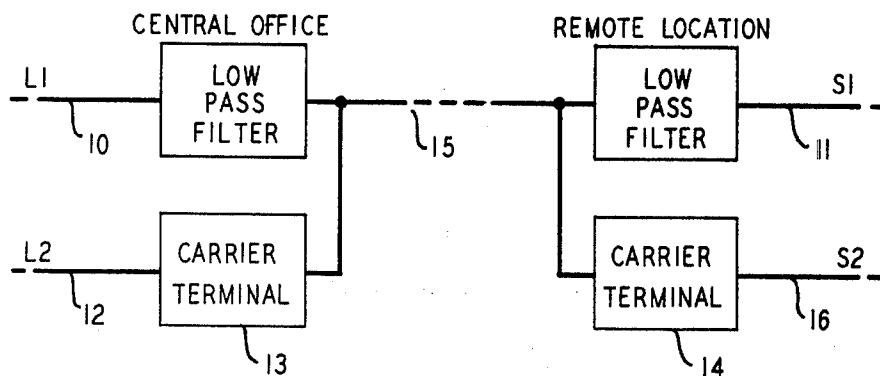 CENTRAL OFFICE
REMOTE LOCATION
L1
LOW
PASS
FILTER
LOW
PASS
FILTER
S1
10
15
11
L2
CARRIER
TERMINAL
CARRIER
TERMINAL
S2
12
13
14
16